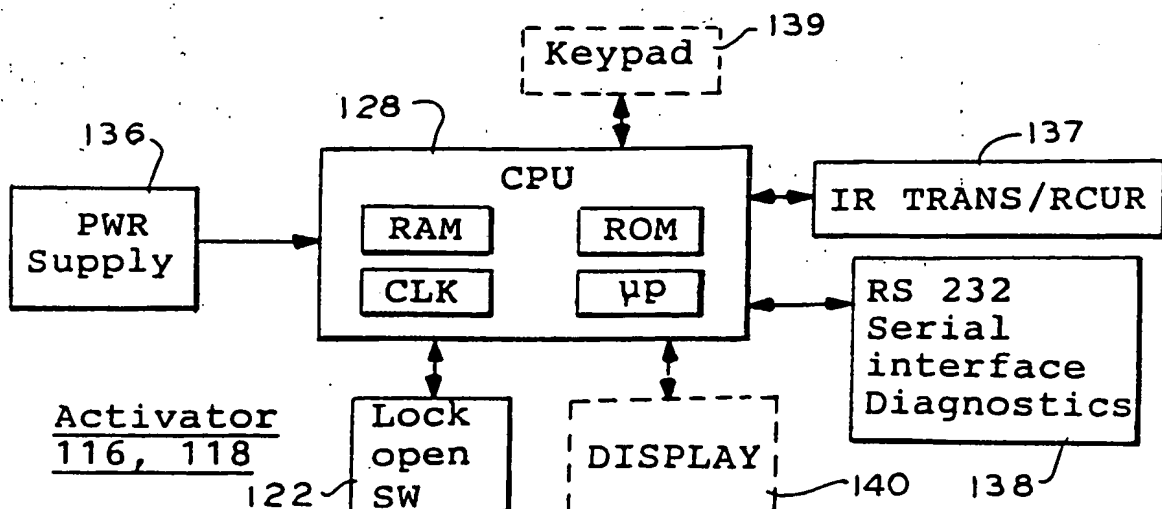 139
Keypad
128
136
137
CPU
PWR
Supply
RAM
ROM
IR TRANS/RCUR
CLK
µp
RS 232
Serial
interface
Diagnostics
Activator
116, 118
Lock
open
SW
122
DISPLAY
140
138